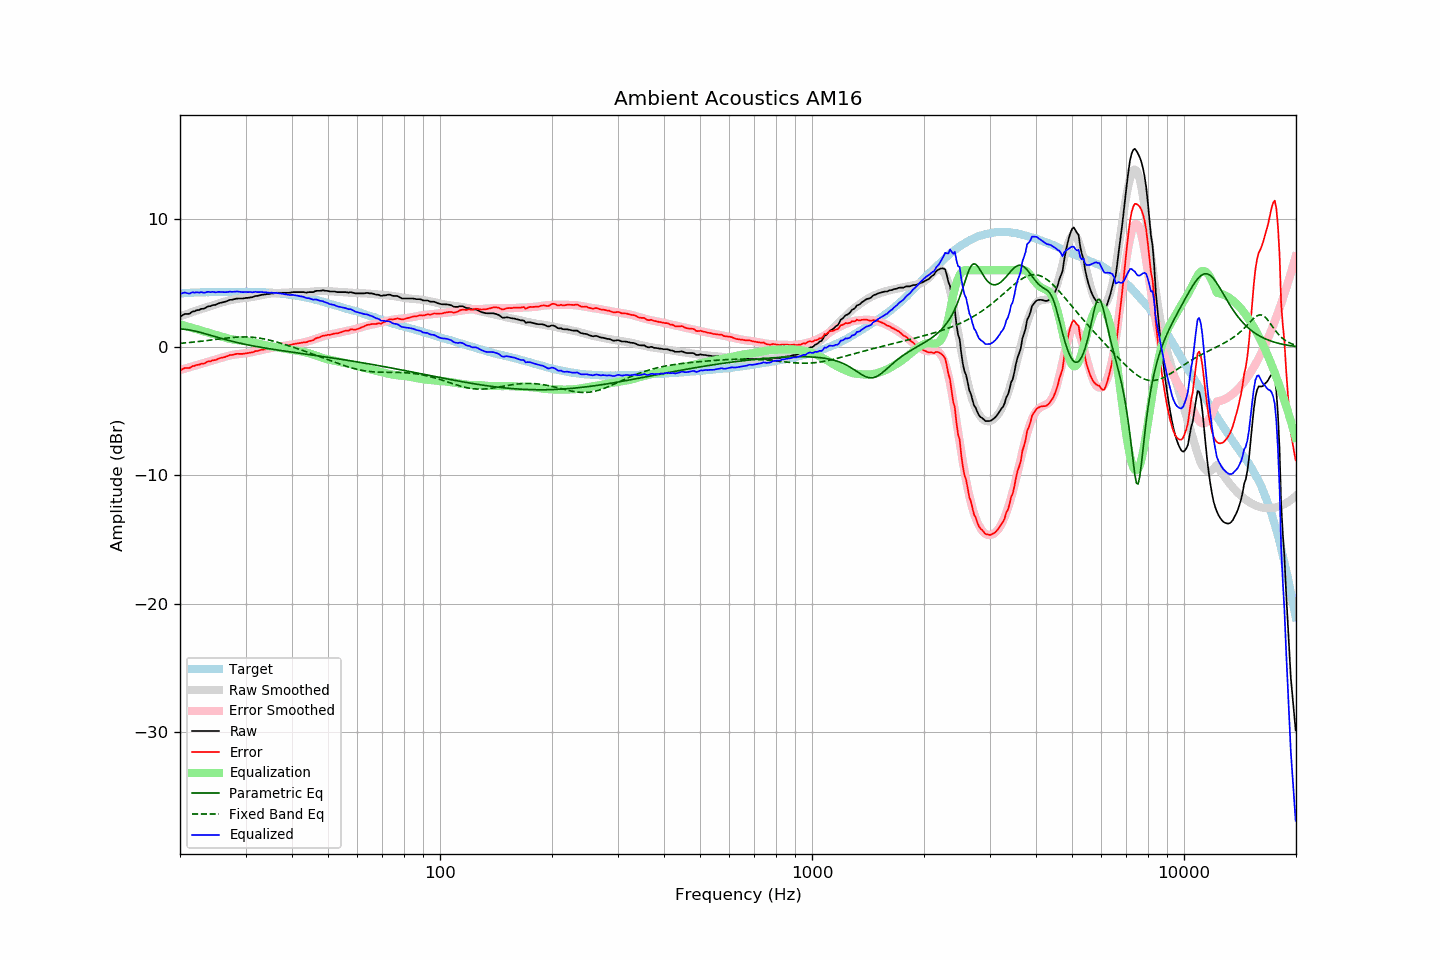 Ambient Acoustics AM16
Amplitude (dBr)
10
0
−10
−20
−30
Target
Raw Smoothed
Error Smoothed
Raw
Error
Equalization
Parametric Eq
Fixed Band Eq
Equalized
100
1000
10000
Frequency (Hz)